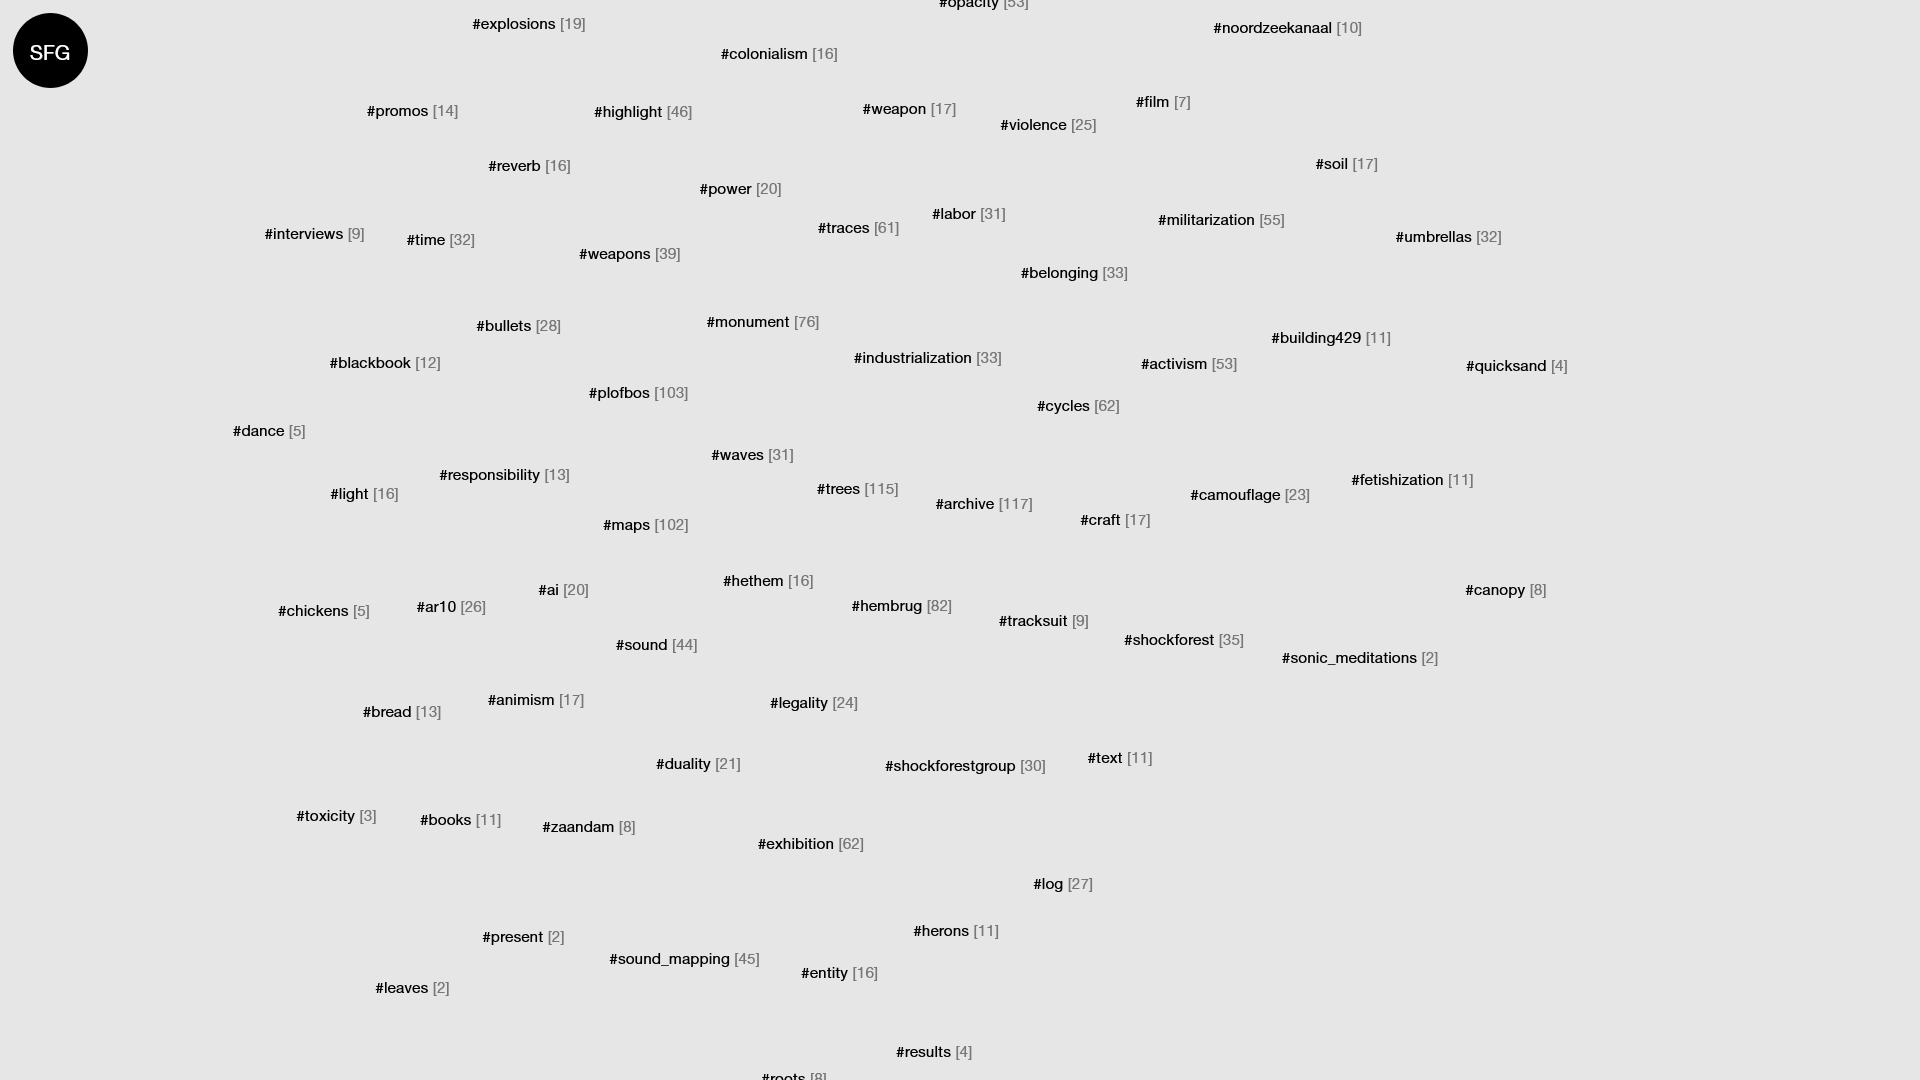 #opacity [53]
#explosions [19]
#noordzeekanaal [10]
SFG
#colonialism [16]
#film [7]
#promos [14]
#highlight [46]
#weapon [17]
#violence [25]
#reverb [16]
#soil [17]
#power [20]
#labor [31]
#militarization [55]
#traces [61]
#interviews [9]
#time [32]
#umbrellas [32]
#weapons [39]
#belonging [33]
#bullets [28]
#monument [76]
#building429 [11]
#industrialization [33]
#blackbook [12]
#activism [53]
#quicksand [4]
#plofbos [103]
#cycles [62]
#dance [5]
#waves [31]
#responsibility [13]
#fetishization [11]
#light [16]
#trees [115]
#camouflage [23]
#archive [117]
#craft [17]
#maps [102]
#hethem [16]
#ai [20]
#canopy [8]
#chickens [5]
#ar10 [26]
#hembrug [82]
#tracksuit [9]
#shockforest [35]
#sound [44]
#sonic_meditations [2]
#animism [17]
#legality [24]
#bread [13]
#text [11]
#duality [21]
#shockforestgroup [30]
#toxicity [3]
#books [11]
#zaandam [8]
#exhibition [62]
#log [27]
#herons [11]
#present [2]
#sound_mapping [45]
#entity [16]
#leaves [2]
#results [4]
#roots [8]